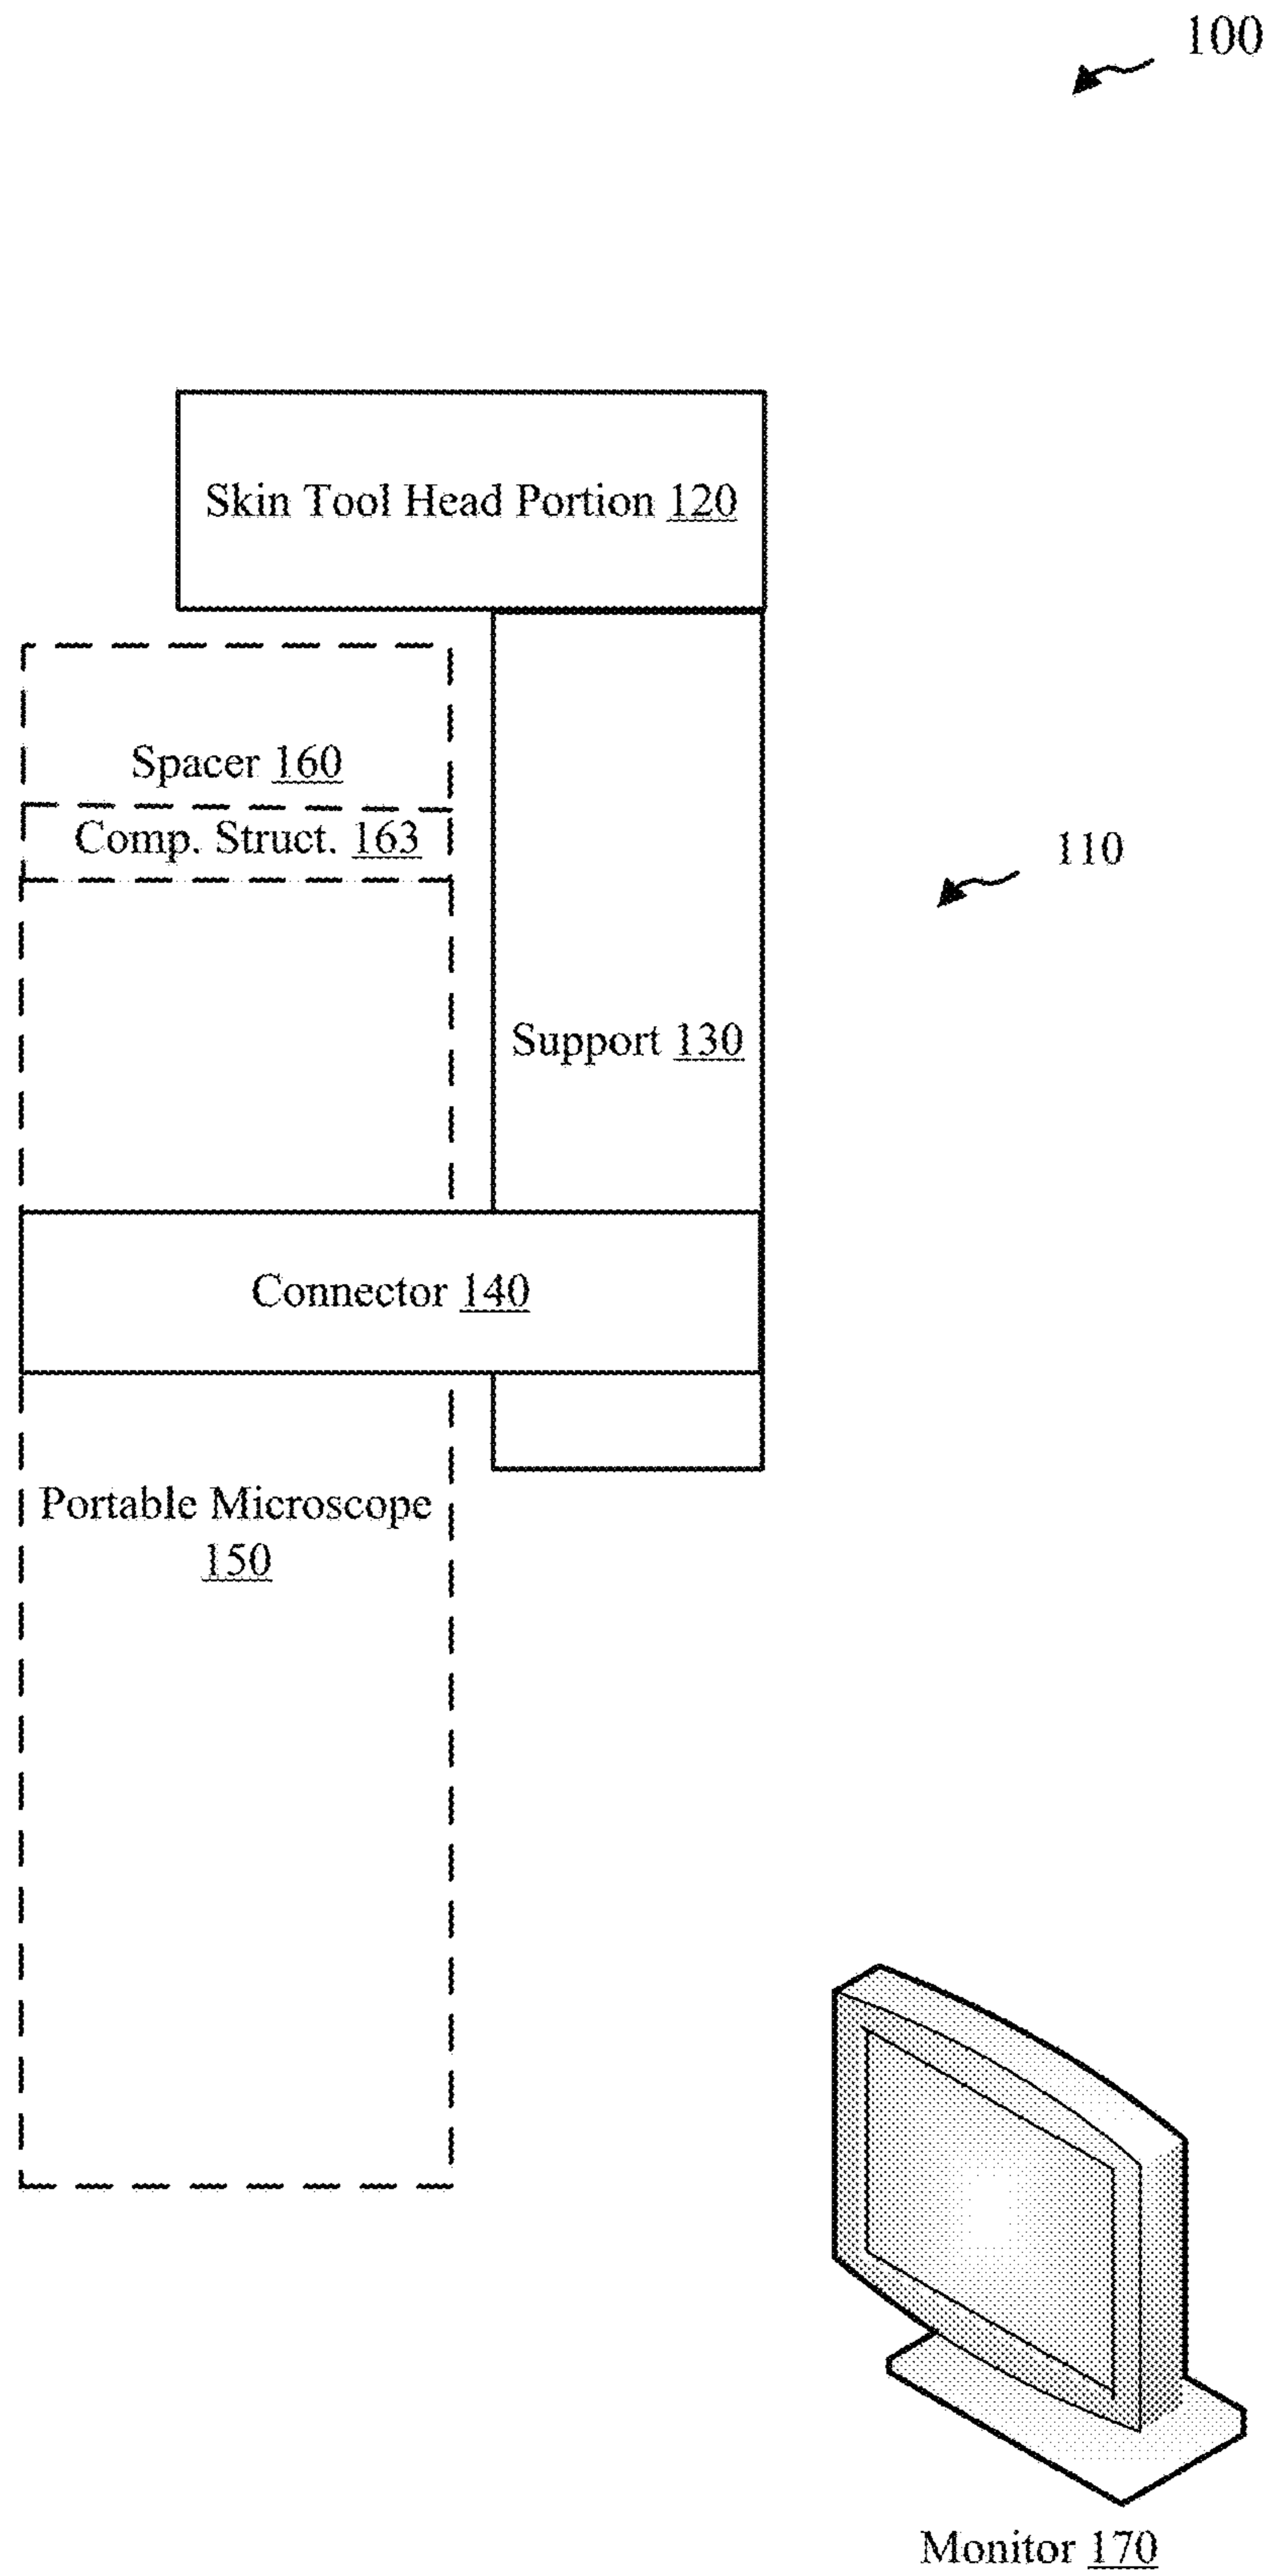 100
Skin Tool Head Portion 120
Spacer 160
Comp. Struct. 163
110
Support 130
Connector 140
Portable Microscope
150
Monitor 170